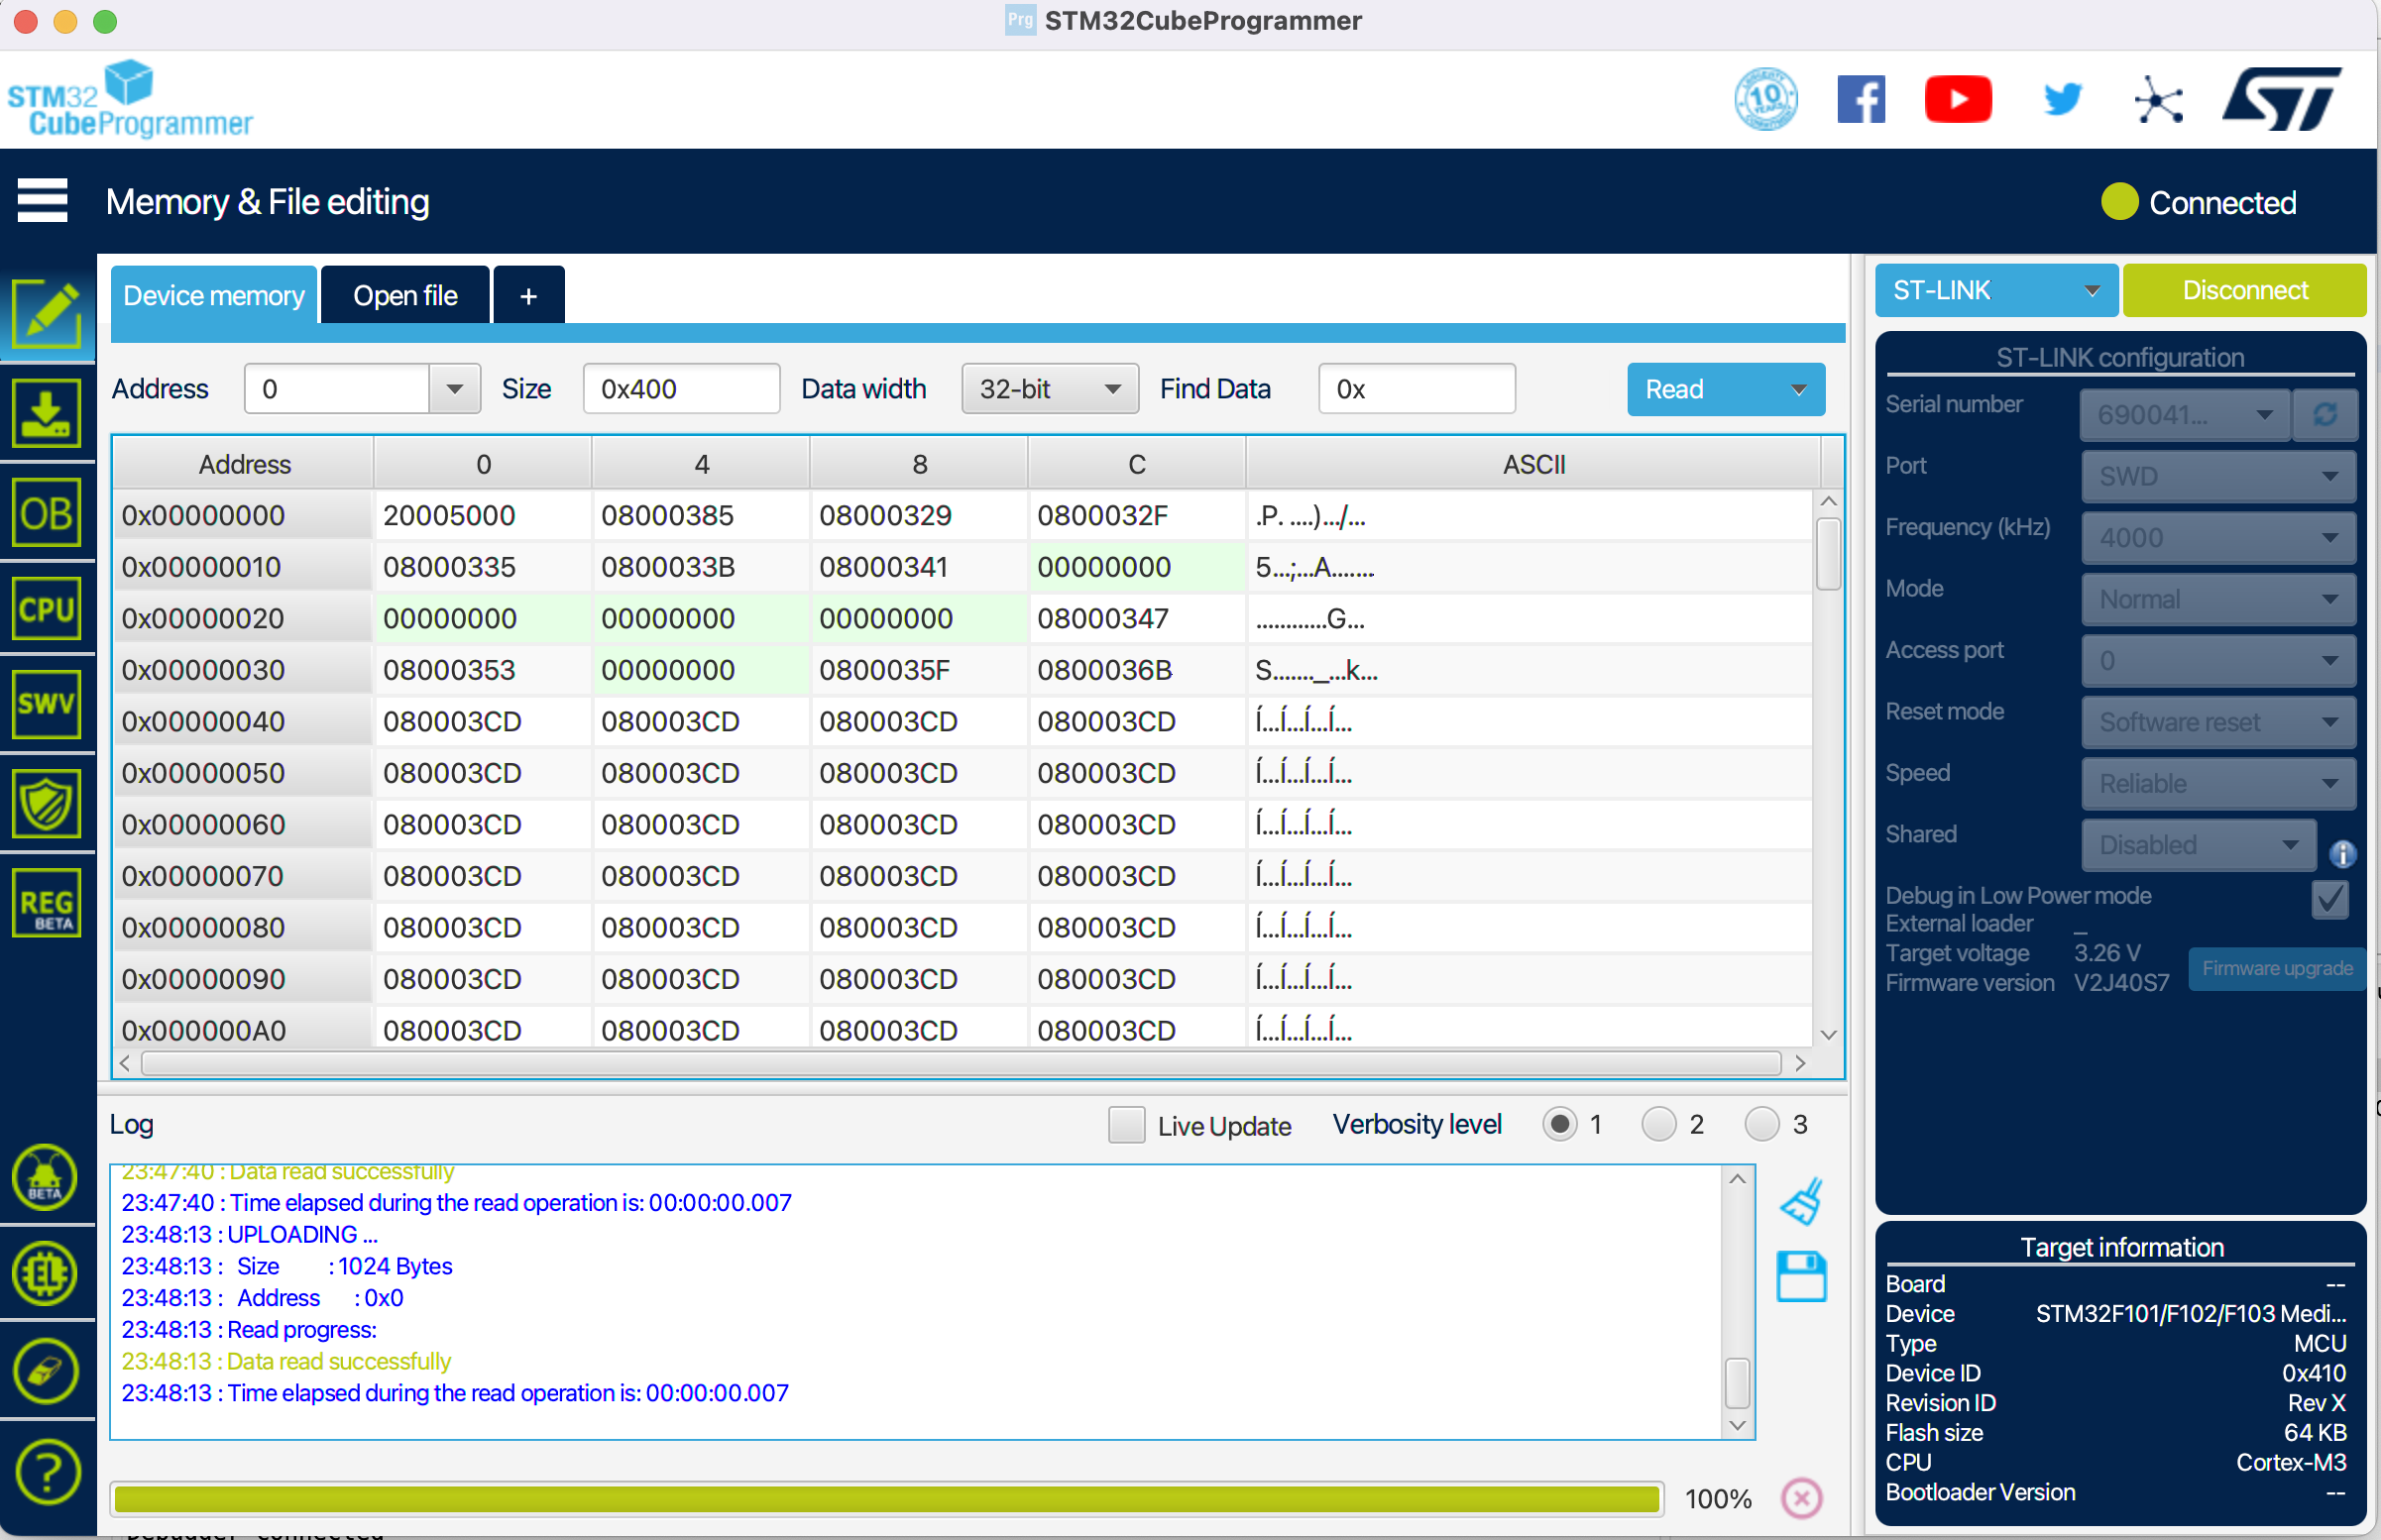 Prg STM32CubeProgrammer
STM32
CubeProgrammer
LONGEVITY 10 YEARS COMMITMENT
ST
Memory & File editing
Connected
Device memory Open file +
ST-LINK Disconnect
Address 0 Size 0x400 Data width 32-bit Find Data 0x Read
Address 0 4 8 C ASCII
0x00000000 20005000 08000385 08000329 0800032F .P. ....)../...
0x00000010 08000335 0800033B 08000341 00000000 5...;...A.......
0x00000020 00000000 00000000 00000000 08000347 ............G...
0x00000030 08000353 00000000 0800035F 0800036B S......._...k...
0x00000040 080003CD 080003CD 080003CD 080003CD Í...Í...Í...Í...
0x00000050 080003CD 080003CD 080003CD 080003CD Í...Í...Í...Í...
0x00000060 080003CD 080003CD 080003CD 080003CD Í...Í...Í...Í...
0x00000070 080003CD 080003CD 080003CD 080003CD Í...Í...Í...Í...
0x00000080 080003CD 080003CD 080003CD 080003CD Í...Í...Í...Í...
0x00000090 080003CD 080003CD 080003CD 080003CD Í...Í...Í...Í...
0x000000A0 080003CD 080003CD 080003CD 080003CD Í...Í...Í...Í...
OB
CPU
SWV
REG
BETA
BETA
EL
?
ST-LINK configuration
Serial number 690041...
Port SWD
Frequency (kHz) 4000
Mode Normal
Access port 0
Reset mode Software reset
Speed Reliable
Shared Disabled
Debug in Low Power mode
External loader _
Target voltage 3.26 V
Firmware version V2J40S7 Firmware upgrade
Log Live Update Verbosity level 1 2 3
23:47:40 : Data read successfully
23:47:40 : Time elapsed during the read operation is: 00:00:00.007
23:48:13 : UPLOADING ...
23:48:13 : Size : 1024 Bytes
23:48:13 : Address : 0x0
23:48:13 : Read progress:
23:48:13 : Data read successfully
23:48:13 : Time elapsed during the read operation is: 00:00:00.007
100%
Target information
Board --
Device STM32F101/F102/F103 Medi...
Type MCU
Device ID 0x410
Revision ID Rev X
Flash size 64 KB
CPU Cortex-M3
Bootloader Version --
Debugger connected